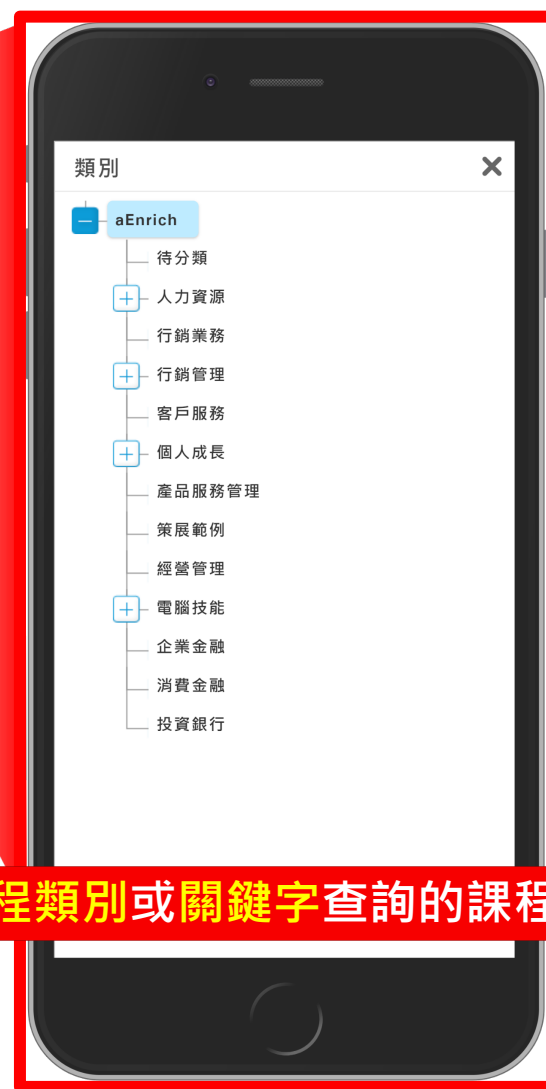 類別
aEnrich
待分類
人力資源
行銷業務
行銷管理
客戶服務
個人成長
產品服務管理
策展範例
經營管理
電腦技能
企業金融
消費金融
投資銀行
程類別或關鍵字查詢的課程